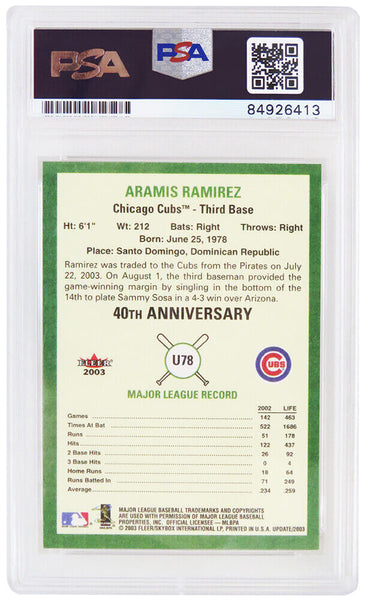 PSA
PSA
84926413
ARAMIS RAMIREZ
Chicago Cubs™ - Third Base
Ht: 6'1" Wt: 212 Bats: Right Throws: Right
Born: June 25, 1978
Place: Santo Domingo, Dominican Republic
Ramirez was traded to the Cubs from the Pirates on July
22, 2003. On August 1, the third baseman provided the
game-winning margin by singling in the bottom of the
14th to plate Sammy Sosa in a 4-3 win over Arizona.
40TH ANNIVERSARY
FLEER
2003
U78
CUBS
MAJOR LEAGUE RECORD
2002 LIFE
Games 142 463
Times At Bat 522 1686
Runs 51 178
Hits 122 437
2 Base Hits 26 92
3 Base Hits 0 4
Home Runs 18 64
Runs Batted In 71 249
Average .234 .259
MAJOR LEAGUE BASEBALL TRADEMARKS AND COPYRIGHTS
ARE USED WITH PERMISSION OF MAJOR LEAGUE BASEBALL
PROPERTIES, INC. OFFICIAL LICENSEE — MLBPA
© 2003 FLEER/SKYBOX INTERNATIONAL LP. PRINTED IN U.S.A. UPDATE/2003